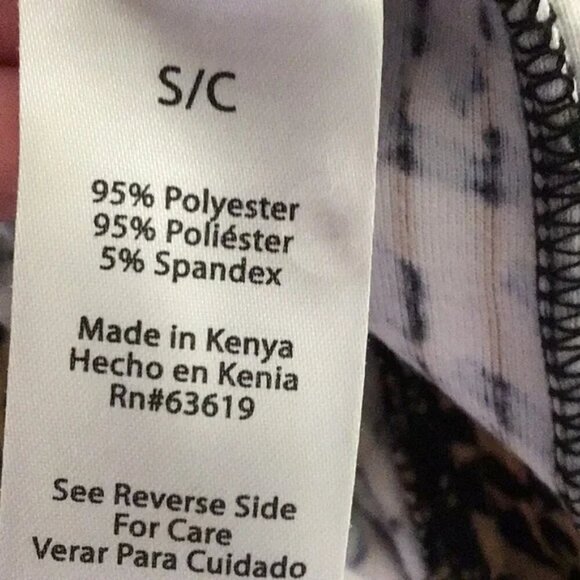 S/C
95% Polyester
95% Poliéster
5% Spandex
Made in Kenya
Hecho en Kenia
Rn#63619
See Reverse Side
For Care
Verar Para Cuidado